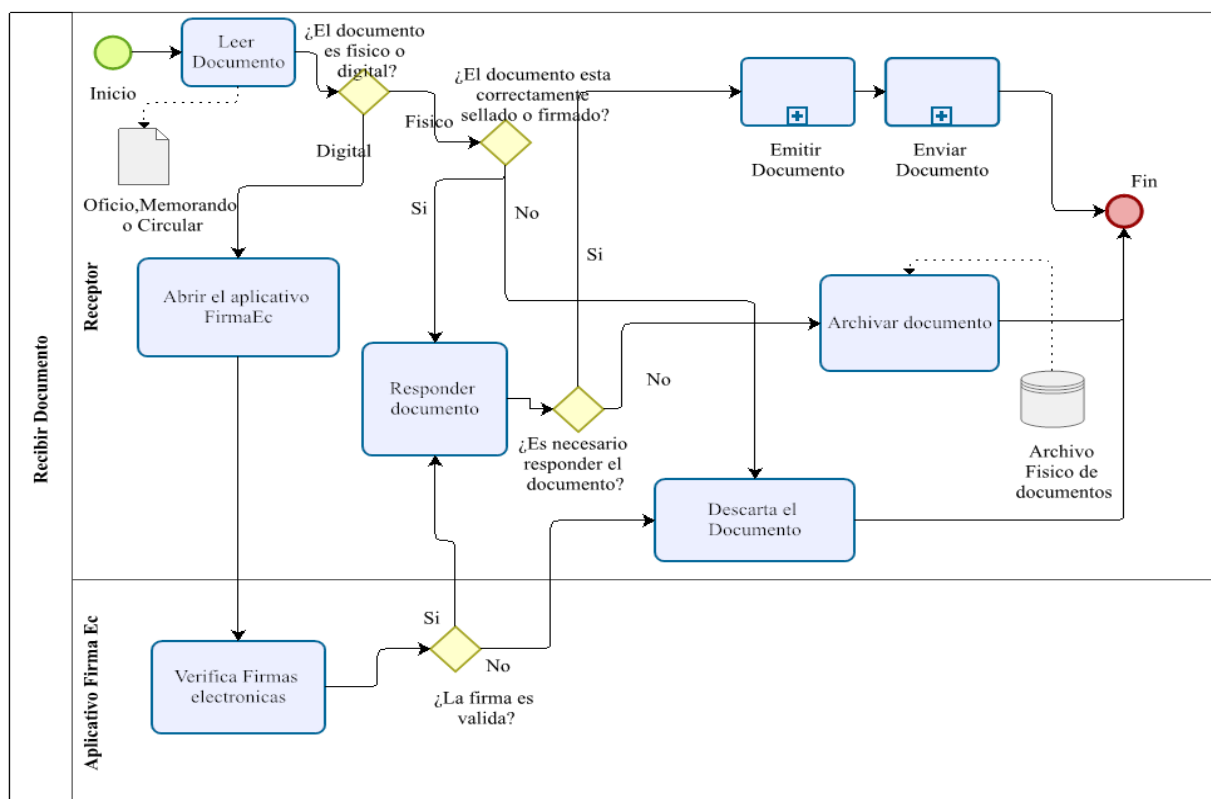 Recibir Documento
Receptor
Aplicativo Firma Ec
Inicio
Leer
Documento
Oficio,Memorando
o Circular
¿El documento
es fisico o
digital?
Fisico
Digital
¿El documento esta
correctamente
sellado o firmado?
Si
No
Emitir
Documento
Enviar
Documento
Fin
Abrir el aplicativo
FirmaEc
Responder
documento
¿Es necesario
responder el
documento?
Si
No
Archivar documento
Archivo
Fisico de
documentos
Descarta el
Documento
Verifica Firmas
electronicas
Si
No
¿La firma es
valida?